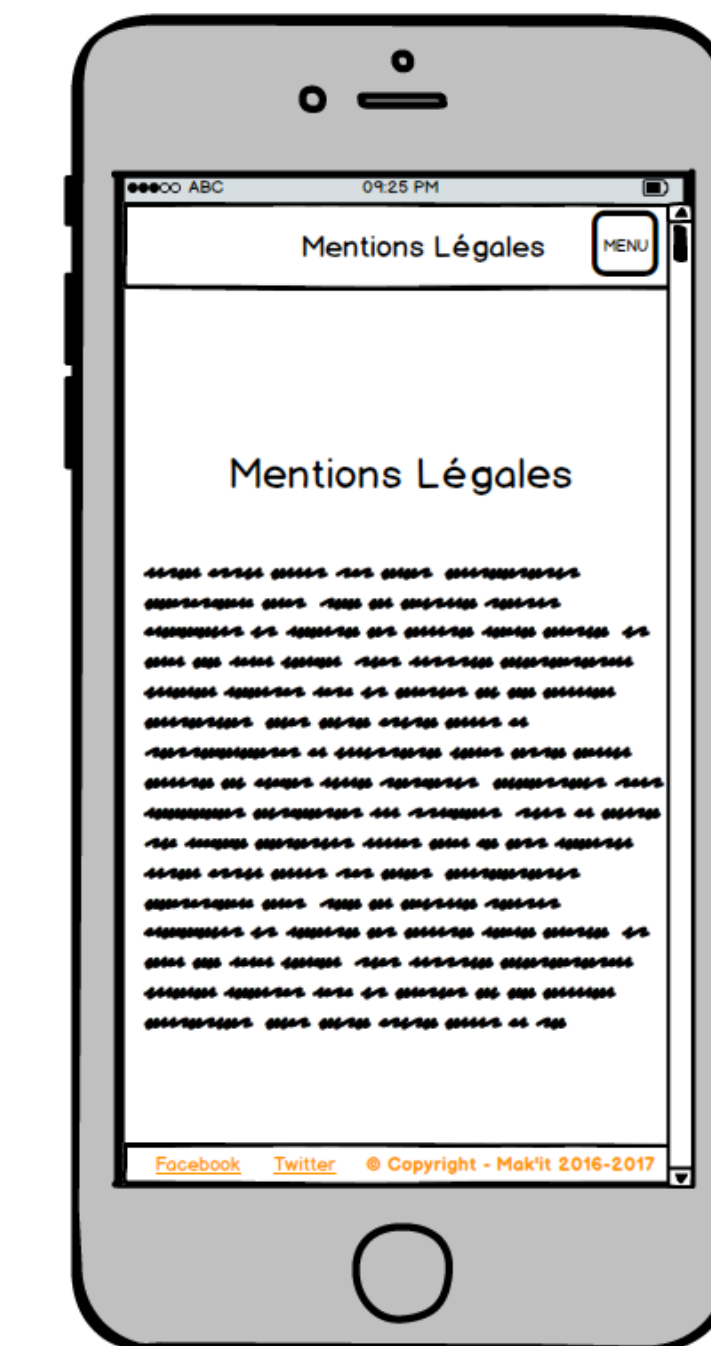 ABC 09:25 PM
Mentions Légales MENU
Mentions Légales
Facebook Twitter © Copyright - Mak'it 2016-2017